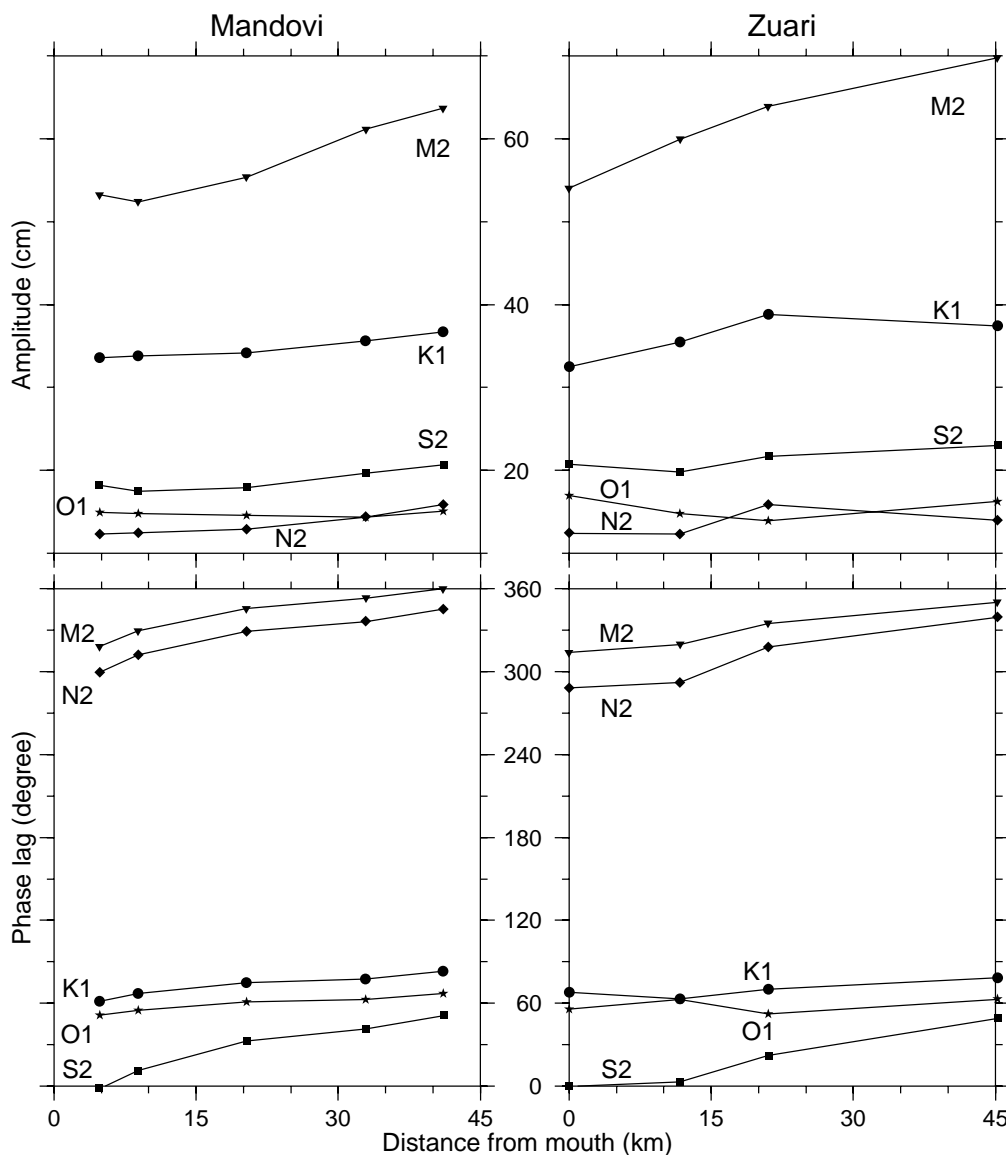 Mandovi
Zuari
Amplitude (cm)
60
40
20
M2
K1
S2
O1
N2
M2
K1
S2
O1
N2
Phase lag (degree)
360
300
240
180
120
60
0
M2
N2
K1
O1
S2
M2
N2
K1
O1
S2
0 15 30 45
0 15 30 45
Distance from mouth (km)